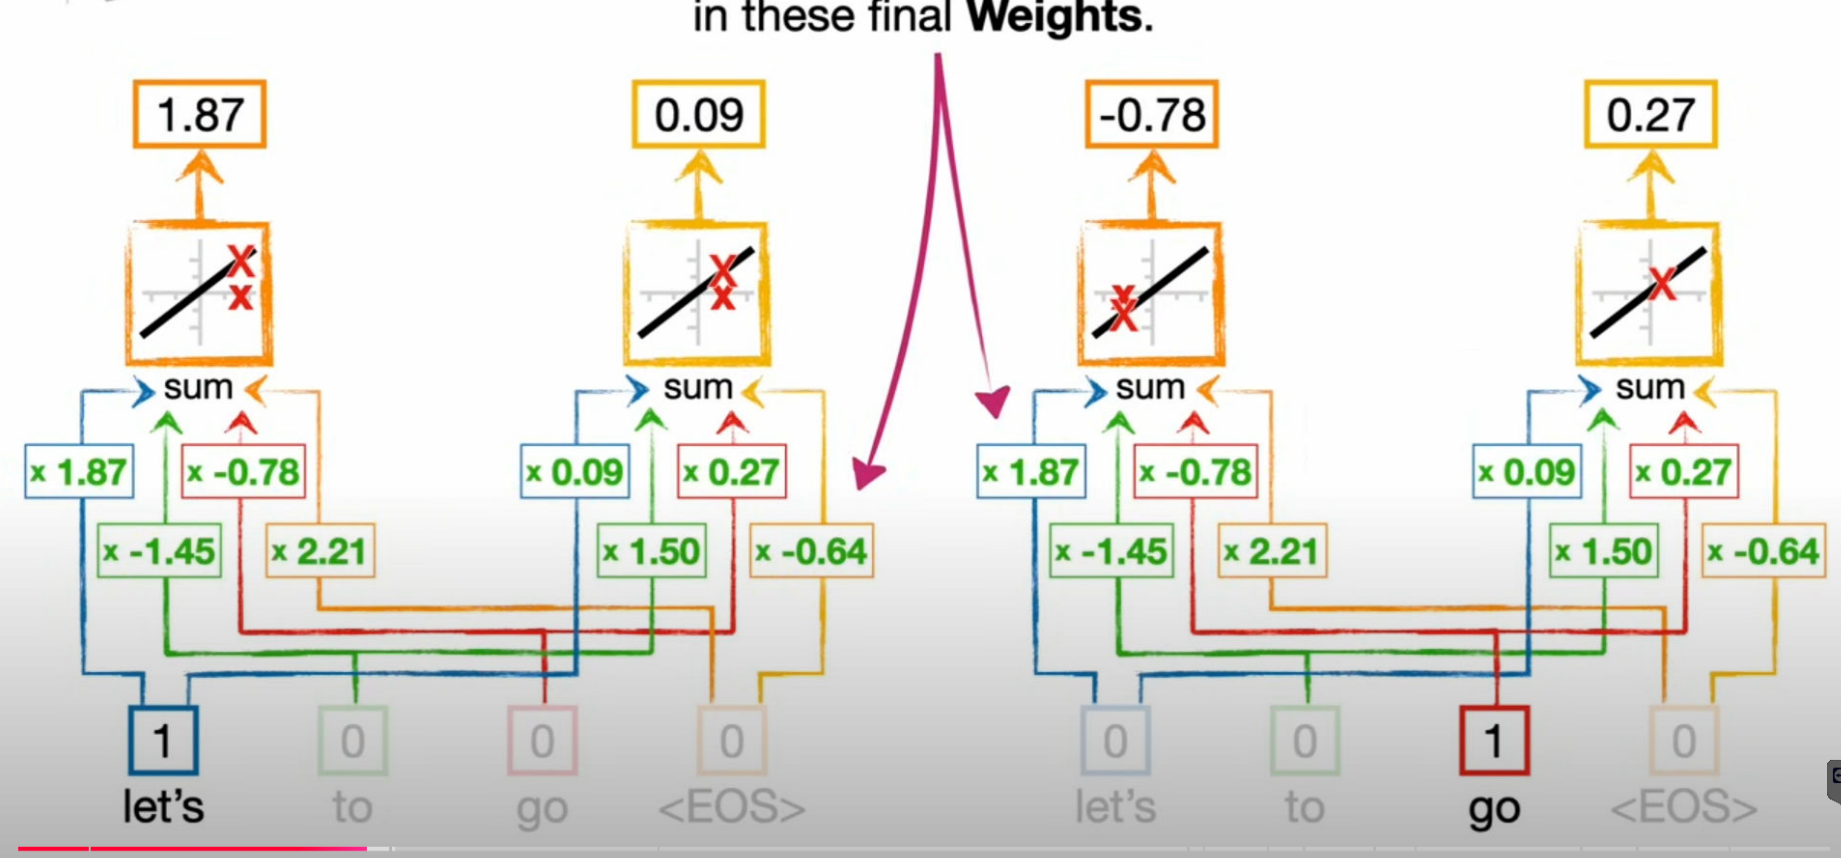 in these final Weights.
1.87 0.09 -0.78 0.27
X X X X
X X X
sum sum sum sum
x 1.87 x -0.78 x 0.09 x 0.27 x 1.87 x -0.78 x 0.09 x 0.27
x -1.45 x 2.21 x 1.50 x -0.64 x -1.45 x 2.21 x 1.50 x -0.64
1 0 0 0 0 0 1 0
let's to go <EOS> let's to go <EOS>